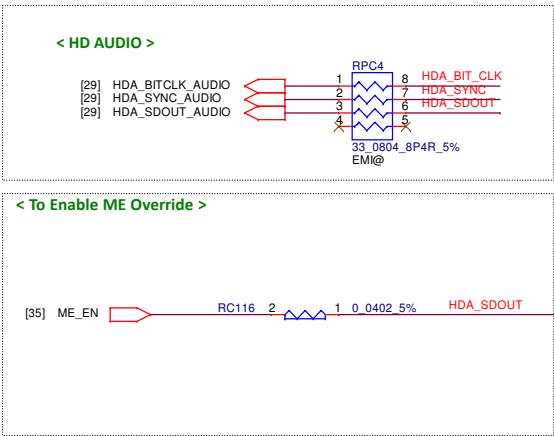 < HD AUDIO >
RPC4
[29] HDA_BITCLK_AUDIO 1 8 HDA_BIT_CLK
[29] HDA_SYNC_AUDIO 2 7 HDA_SYNC
[29] HDA_SDOUT_AUDIO 3 6 HDA_SDOUT
4 5
33_0804_8P4R_5%
EMI@
< To Enable ME Override >
[35] ME_EN RC116 2 1 0_0402_5% HDA_SDOUT